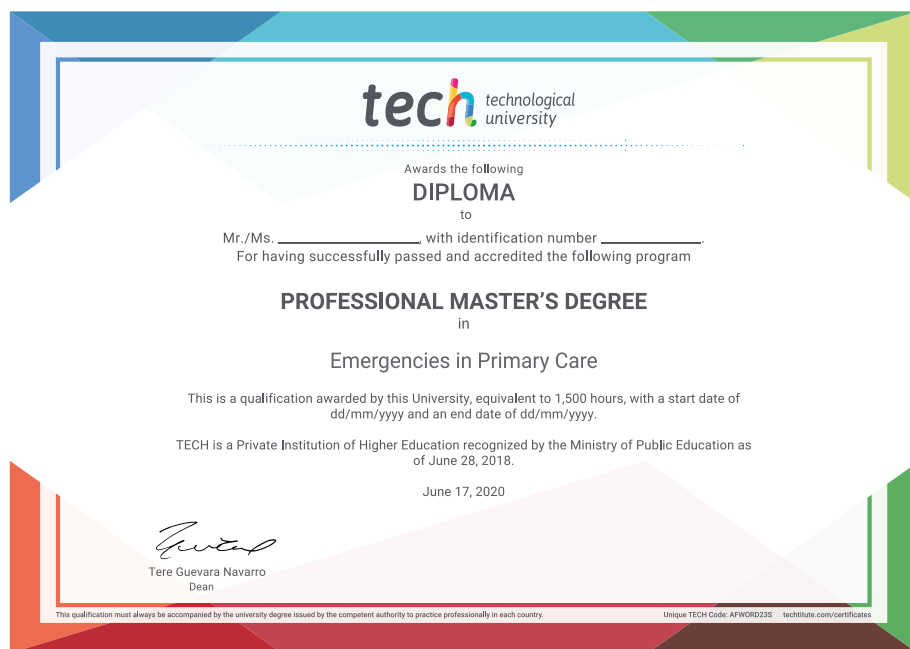 tech technological
university
Awards the following
DIPLOMA
to
Mr./Ms. ____________, with identification number ____________.
For having successfully passed and accredited the following program
PROFESSIONAL MASTER'S DEGREE
in
Emergencies in Primary Care
This is a qualification awarded by this University, equivalent to 1,500 hours, with a start date of
dd/mm/yyyy and an end date of dd/mm/yyyy.
TECH is a Private Institution of Higher Education recognized by the Ministry of Public Education as
of June 28, 2018.
June 17, 2020
Tere Guevara Navarro
Dean
This qualification must always be accompanied by the university degree issued by the competent authority to practice professionally in each country. Unique TECH Code: AFWORD23S techtitute.com/certificates